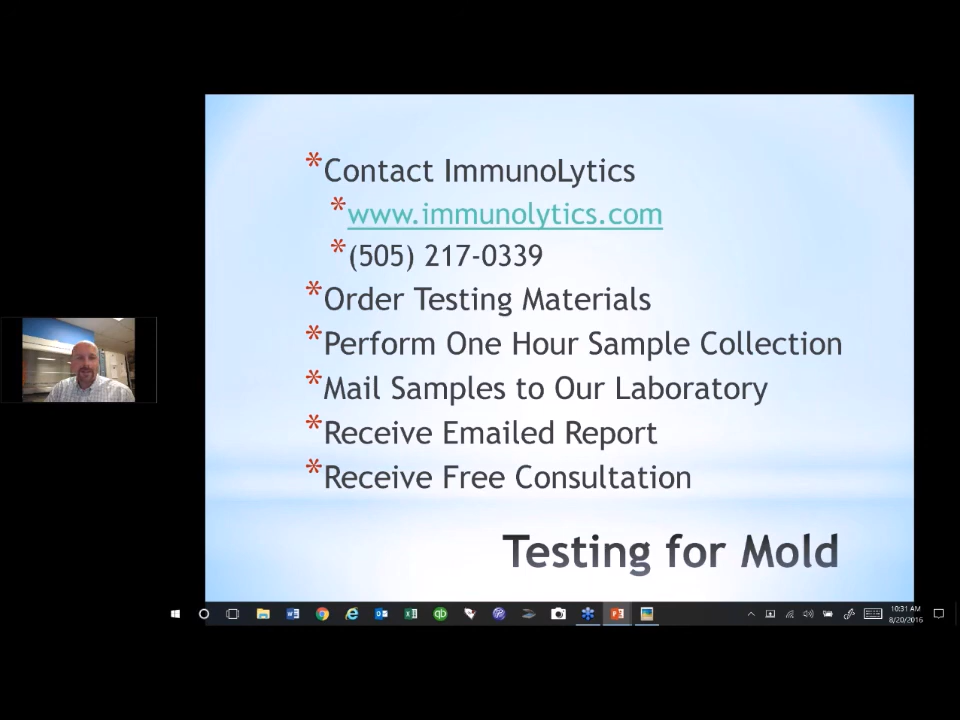 *Contact ImmunoLytics
*www.immunolytics.com
*(505) 217-0339
*Order Testing Materials
*Perform One Hour Sample Collection
*Mail Samples to Our Laboratory
*Receive Emailed Report
*Receive Free Consultation
Testing for Mold
10:31 AM
8/20/2016